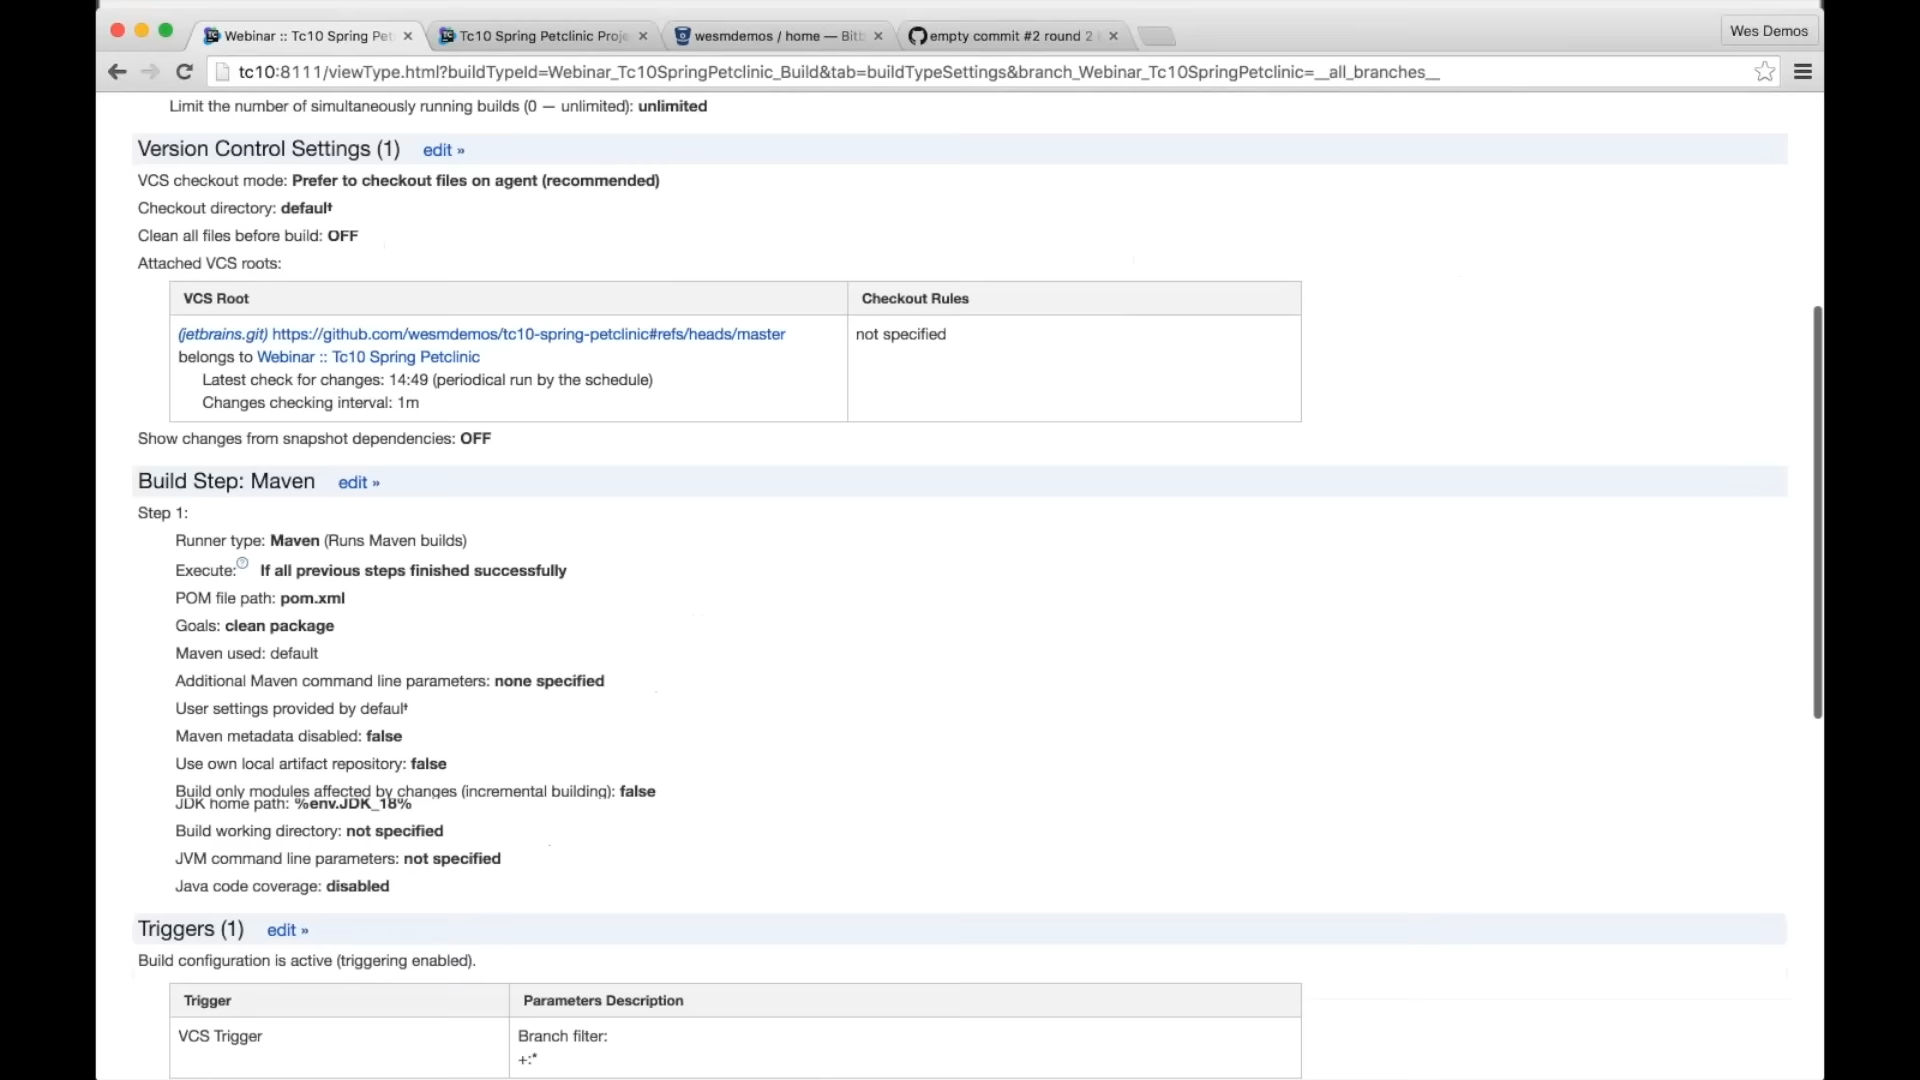 Webinar :: Tc10 Spring Pet
Tc10 Spring Petclinic Proje
wesmdemos / home — Bitb
empty commit #2 round 2
Wes Demos
tc10:8111/viewType.html?buildTypeId=Webinar_Tc10SpringPetclinic_Build&tab=buildTypeSettings&branch_Webinar_Tc10SpringPetclinic=__all_branches__
Limit the number of simultaneously running builds (0 — unlimited): unlimited
Version Control Settings (1) edit »
VCS checkout mode: Prefer to checkout files on agent (recommended)
Checkout directory: default
Clean all files before build: OFF
Attached VCS roots:
VCS Root Checkout Rules
(jetbrains.git) https://github.com/wesmdemos/tc10-spring-petclinic#refs/heads/master not specified
belongs to Webinar :: Tc10 Spring Petclinic
Latest check for changes: 14:49 (periodical run by the schedule)
Changes checking interval: 1m
Show changes from snapshot dependencies: OFF
Build Step: Maven edit »
Step 1:
Runner type: Maven (Runs Maven builds)
Execute: If all previous steps finished successfully
POM file path: pom.xml
Goals: clean package
Maven used: default
Additional Maven command line parameters: none specified
User settings provided by default
Maven metadata disabled: false
Use own local artifact repository: false
Build only modules affected by changes (incremental building): false
JDK home path: %env.JDK_18%
Build working directory: not specified
JVM command line parameters: not specified
Java code coverage: disabled
Triggers (1) edit »
Build configuration is active (triggering enabled).
Trigger Parameters Description
VCS Trigger Branch filter:
+:*